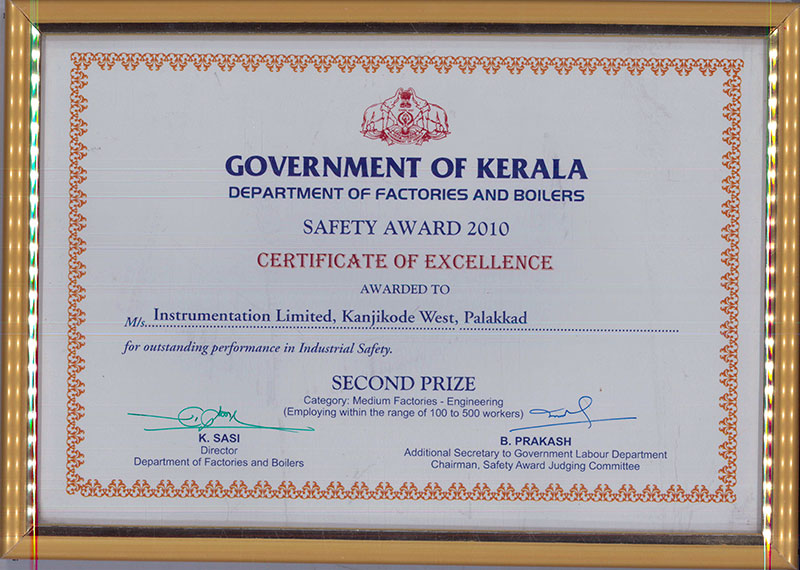 GOVERNMENT OF KERALA
DEPARTMENT OF FACTORIES AND BOILERS
SAFETY AWARD 2010
CERTIFICATE OF EXCELLENCE
AWARDED TO
M/s. Instrumentation Limited, Kanjikode West, Palakkad
for outstanding performance in Industrial Safety.
SECOND PRIZE
Category: Medium Factories - Engineering
(Employing within the range of 100 to 500 workers)
K. SASI
Director
Department of Factories and Boilers
B. PRAKASH
Additional Secretary to Government Labour Department
Chairman, Safety Award Judging Committee